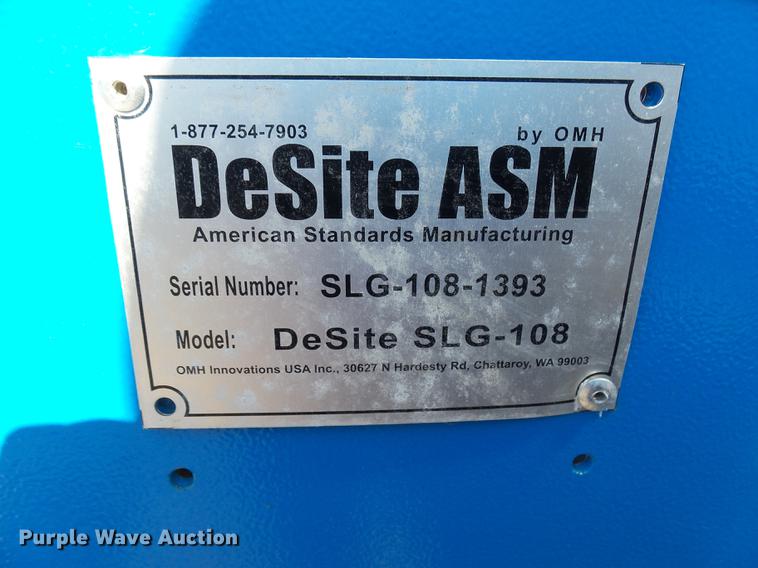 1-877-254-7903 by OMH
DeSite ASM
American Standards Manufacturing
Serial Number: SLG-108-1393
Model: DeSite SLG-108
OMH Innovations USA Inc., 30627 N Hardesty Rd, Chattaroy, WA 99003
Purple Wave Auction